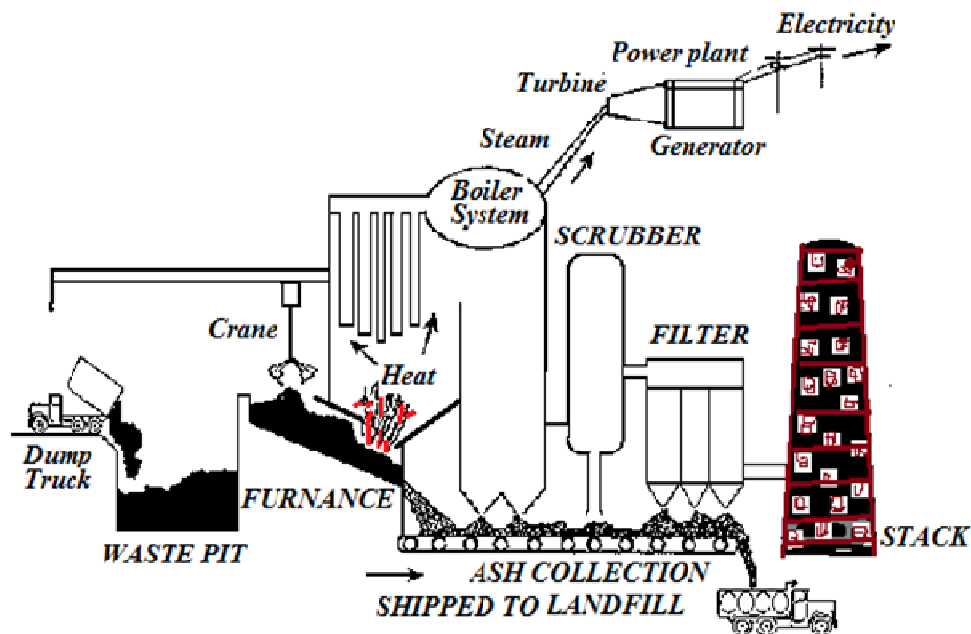 Electricity
Power plant
Turbine
Steam
Generator
Boiler
System
SCRUBBER
Crane
FILTER
Heat
Dump
Truck
FURNANCE
WASTE PIT
STACK
ASH COLLECTION
SHIPPED TO LANDFILL